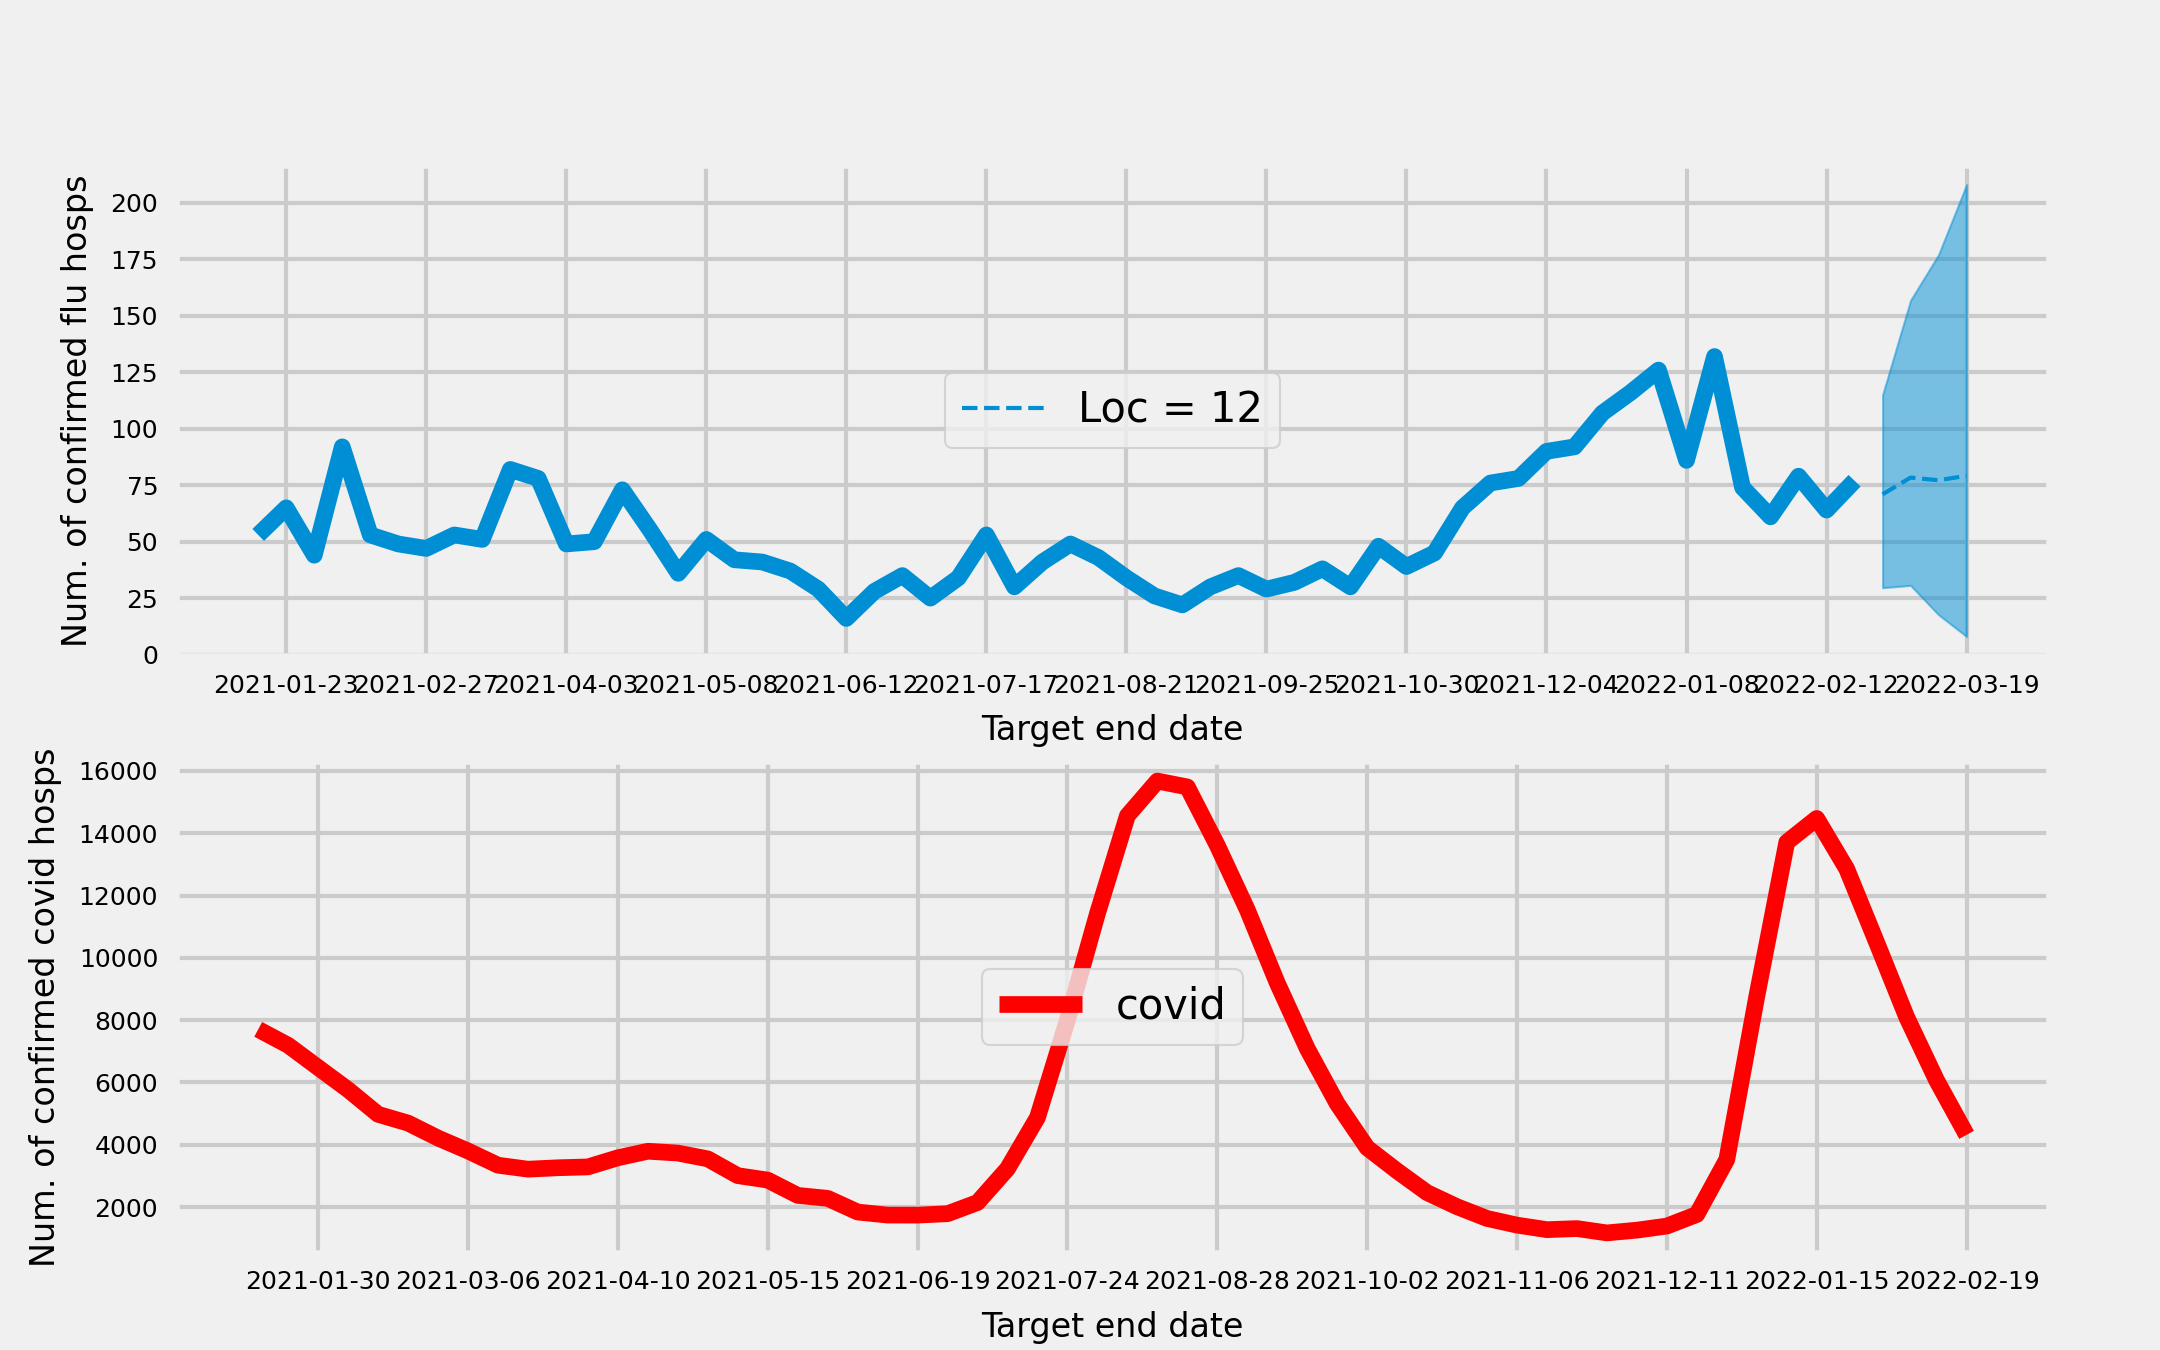 Num. of confirmed flu hosps
200
175
150
125
100
75
50
25
0
Loc = 12
2021-01-23 2021-02-27 2021-04-03 2021-05-08 2021-06-12 2021-07-17 2021-08-21 2021-09-25 2021-10-30 2021-12-04 2022-01-08 2022-02-12 2022-03-19
Target end date
Num. of confirmed covid hosps
16000
14000
12000
10000
8000
6000
4000
2000
covid
2021-01-30 2021-03-06 2021-04-10 2021-05-15 2021-06-19 2021-07-24 2021-08-28 2021-10-02 2021-11-06 2021-12-11 2022-01-15 2022-02-19
Target end date